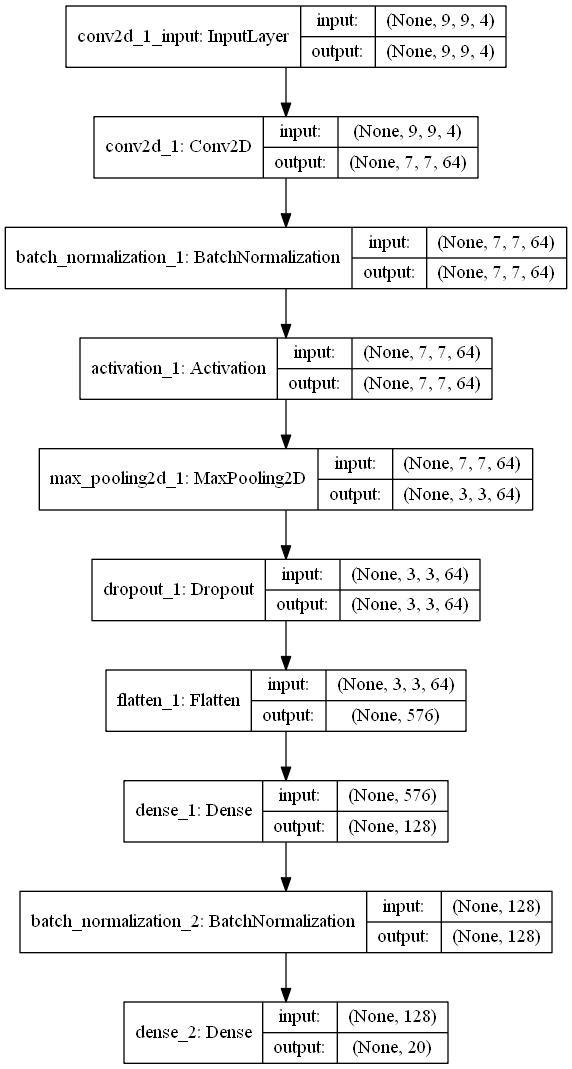 conv2d_1_input: InputLayer
input: (None, 9, 9, 4)
output: (None, 9, 9, 4)
conv2d_1: Conv2D
input: (None, 9, 9, 4)
output: (None, 7, 7, 64)
batch_normalization_1: BatchNormalization
input: (None, 7, 7, 64)
output: (None, 7, 7, 64)
activation_1: Activation
input: (None, 7, 7, 64)
output: (None, 7, 7, 64)
max_pooling2d_1: MaxPooling2D
input: (None, 7, 7, 64)
output: (None, 3, 3, 64)
dropout_1: Dropout
input: (None, 3, 3, 64)
output: (None, 3, 3, 64)
flatten_1: Flatten
input: (None, 3, 3, 64)
output: (None, 576)
dense_1: Dense
input: (None, 576)
output: (None, 128)
batch_normalization_2: BatchNormalization
input: (None, 128)
output: (None, 128)
dense_2: Dense
input: (None, 128)
output: (None, 20)